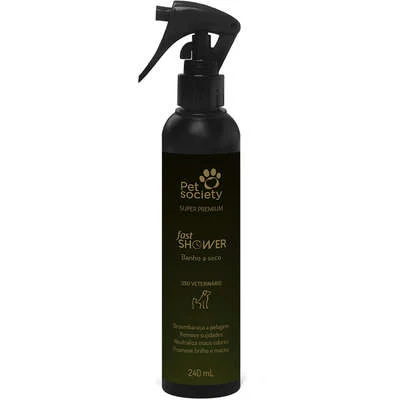 Pet
society
SUPER PREMIUM
fast
SHOWER
Banho a seco
USO VETERINÁRIO
Desembaraça a pelagem
Remove sujidades
Neutraliza maus odores
Promove brilho e maciez
240 mL